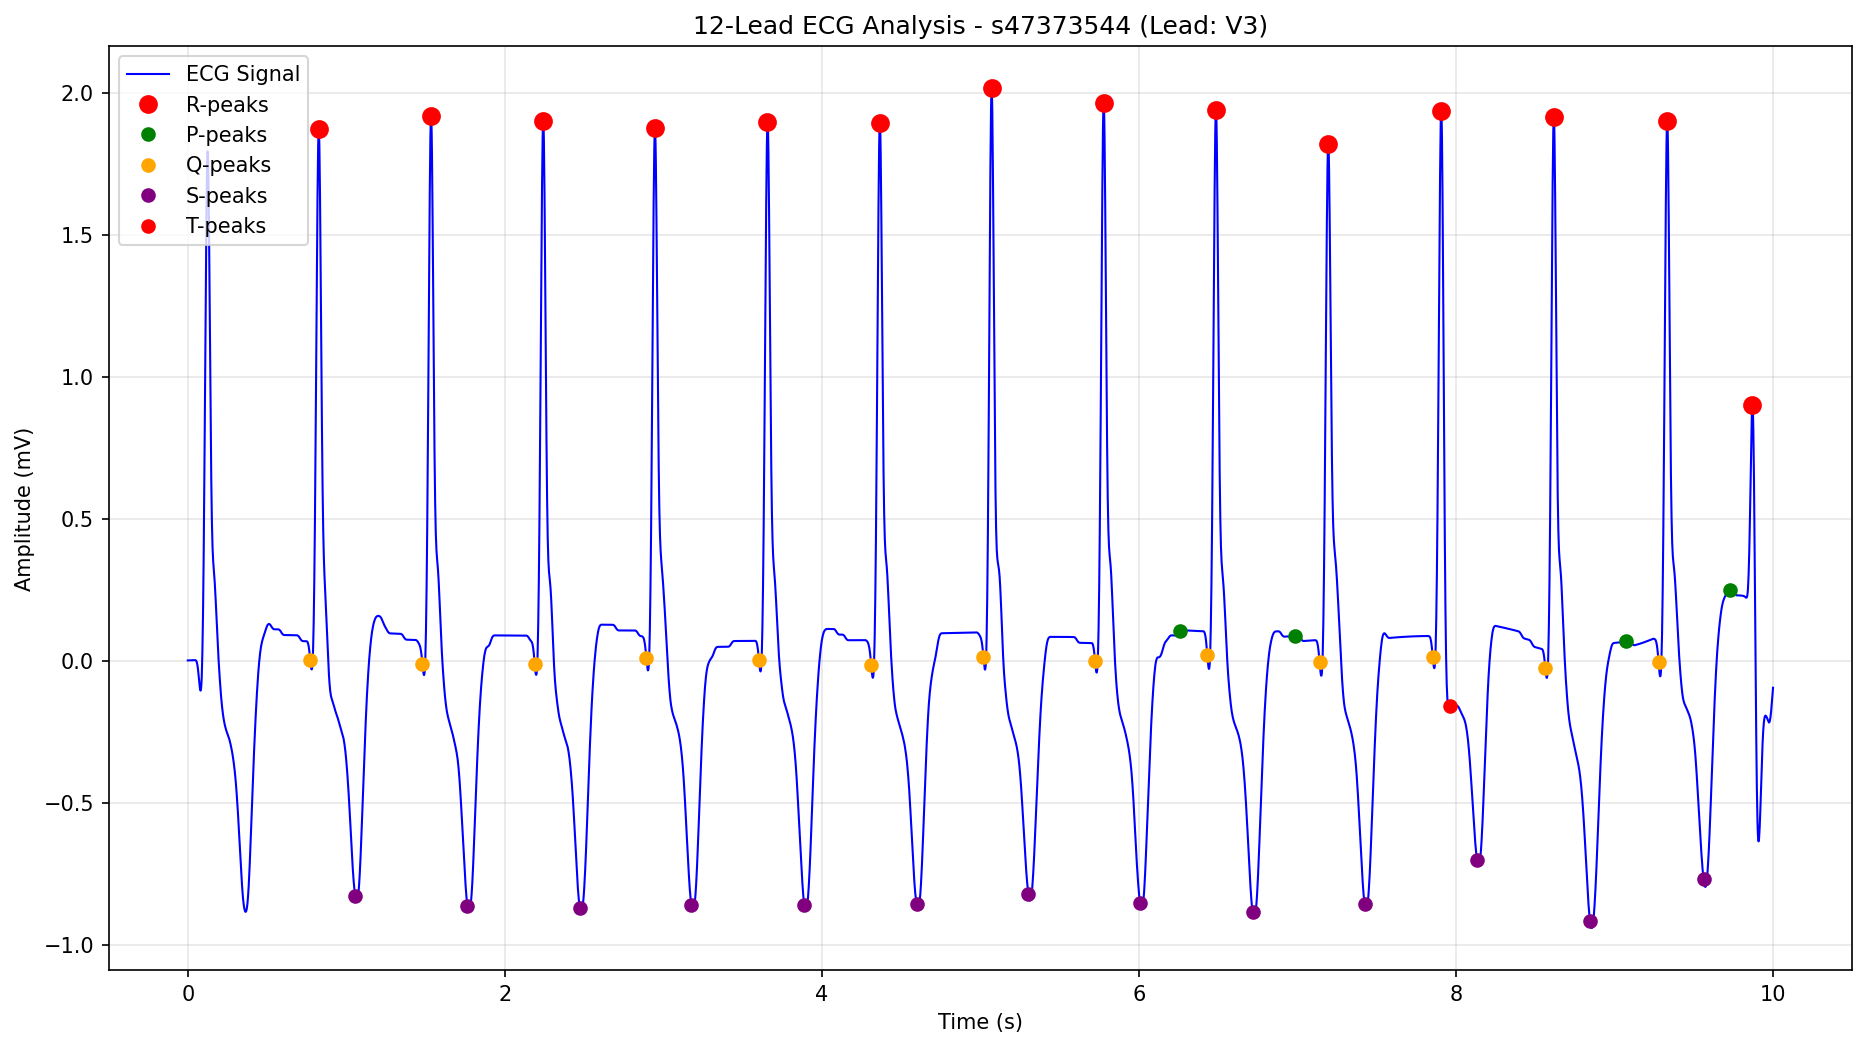 12-Lead ECG Analysis - s47373544 (Lead: V3)
ECG Signal
R-peaks
P-peaks
Q-peaks
S-peaks
T-peaks
2.0
1.5
1.0
0.5
0.0
−0.5
−1.0
Amplitude (mV)
0 2 4 6 8 10
Time (s)